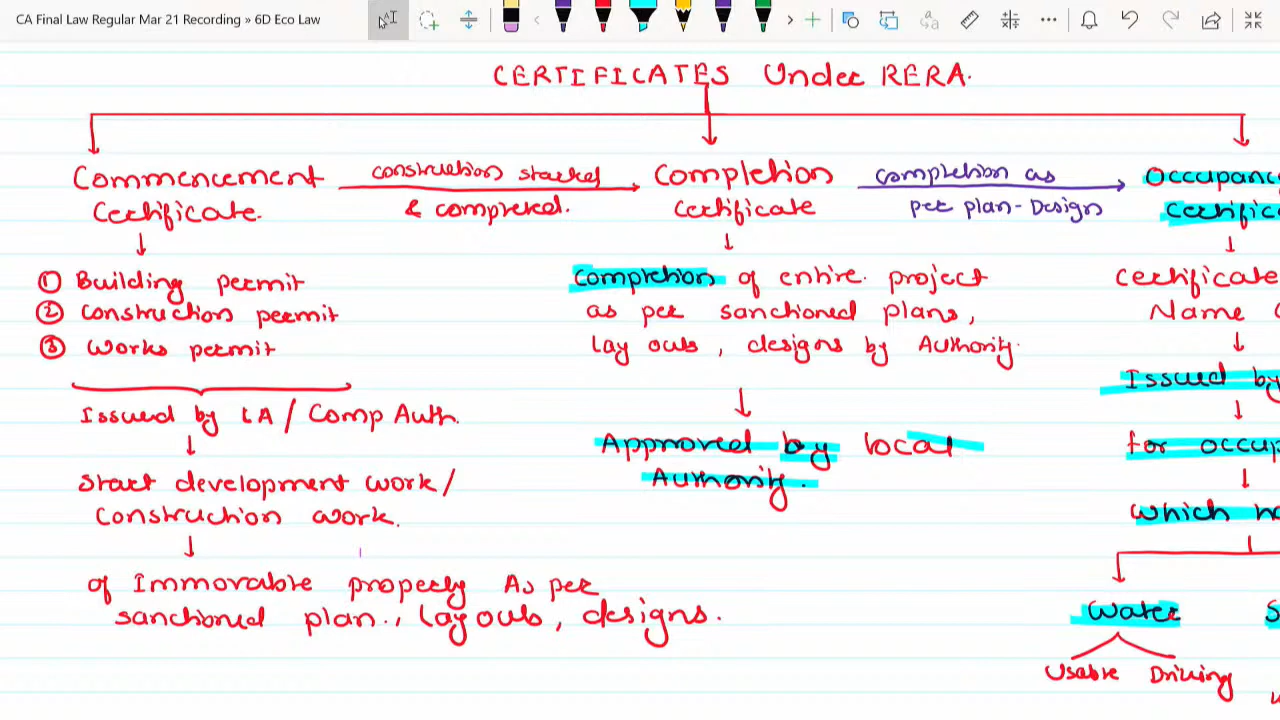 CA Final Law Regular Mar 21 Recording » 6D Eco Law
CERTIFICATES Under RERA.
Commencement
Certificate.
construction started
& completed.
Completion
Certificate
completion as
per plan-Design
Occupanc
Certific
① Building permit
② Construction permit
③ Works permit
Issued by LA / Comp Auth.
Start development work/
Construction work.
of Immovable property As per
sanctioned plan., lay outs, designs.
Completion of entire project
as per sanctioned plans,
lay outs, designs by Authority.
Approved by local
Authority.
Certificate
Name
Issued by
for occup
which
Water
Usable Drinking